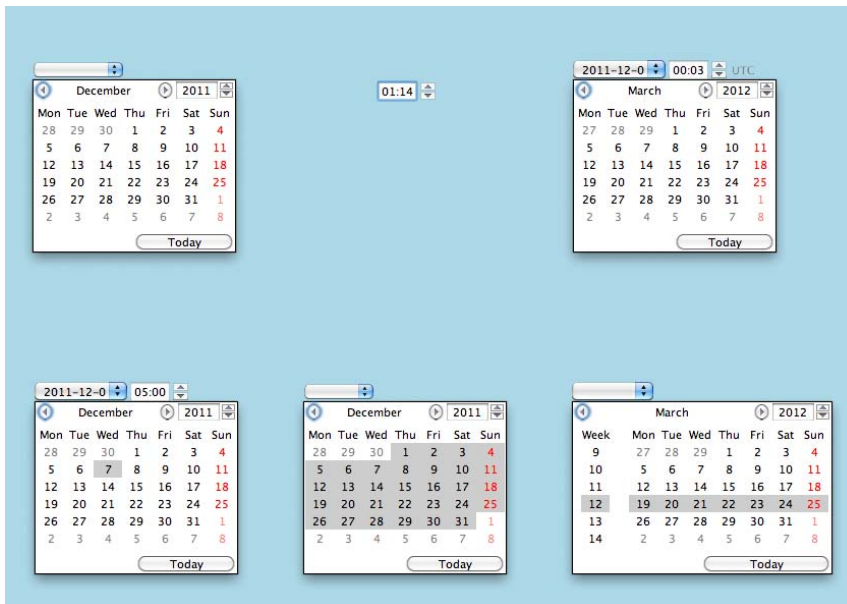 December 2011
Mon Tue Wed Thu Fri Sat Sun
28 29 30 1 2 3 4
5 6 7 8 9 10 11
12 13 14 15 16 17 18
19 20 21 22 23 24 25
26 27 28 29 30 31 1
2 3 4 5 6 7 8
Today
01:14
2011-12-0 00:03 UTC
March 2012
Mon Tue Wed Thu Fri Sat Sun
27 28 29 1 2 3 4
5 6 7 8 9 10 11
12 13 14 15 16 17 18
19 20 21 22 23 24 25
26 27 28 29 30 31 1
2 3 4 5 6 7 8
Today
2011-12-0 05:00
December 2011
Mon Tue Wed Thu Fri Sat Sun
28 29 30 1 2 3 4
5 6 7 8 9 10 11
12 13 14 15 16 17 18
19 20 21 22 23 24 25
26 27 28 29 30 31 1
2 3 4 5 6 7 8
Today
December 2011
Mon Tue Wed Thu Fri Sat Sun
28 29 30 1 2 3 4
5 6 7 8 9 10 11
12 13 14 15 16 17 18
19 20 21 22 23 24 25
26 27 28 29 30 31 1
2 3 4 5 6 7 8
Today
March 2012
Week Mon Tue Wed Thu Fri Sat Sun
9 27 28 29 1 2 3 4
10 5 6 7 8 9 10 11
11 12 13 14 15 16 17 18
12 19 20 21 22 23 24 25
13 26 27 28 29 30 31 1
14 2 3 4 5 6 7 8
Today